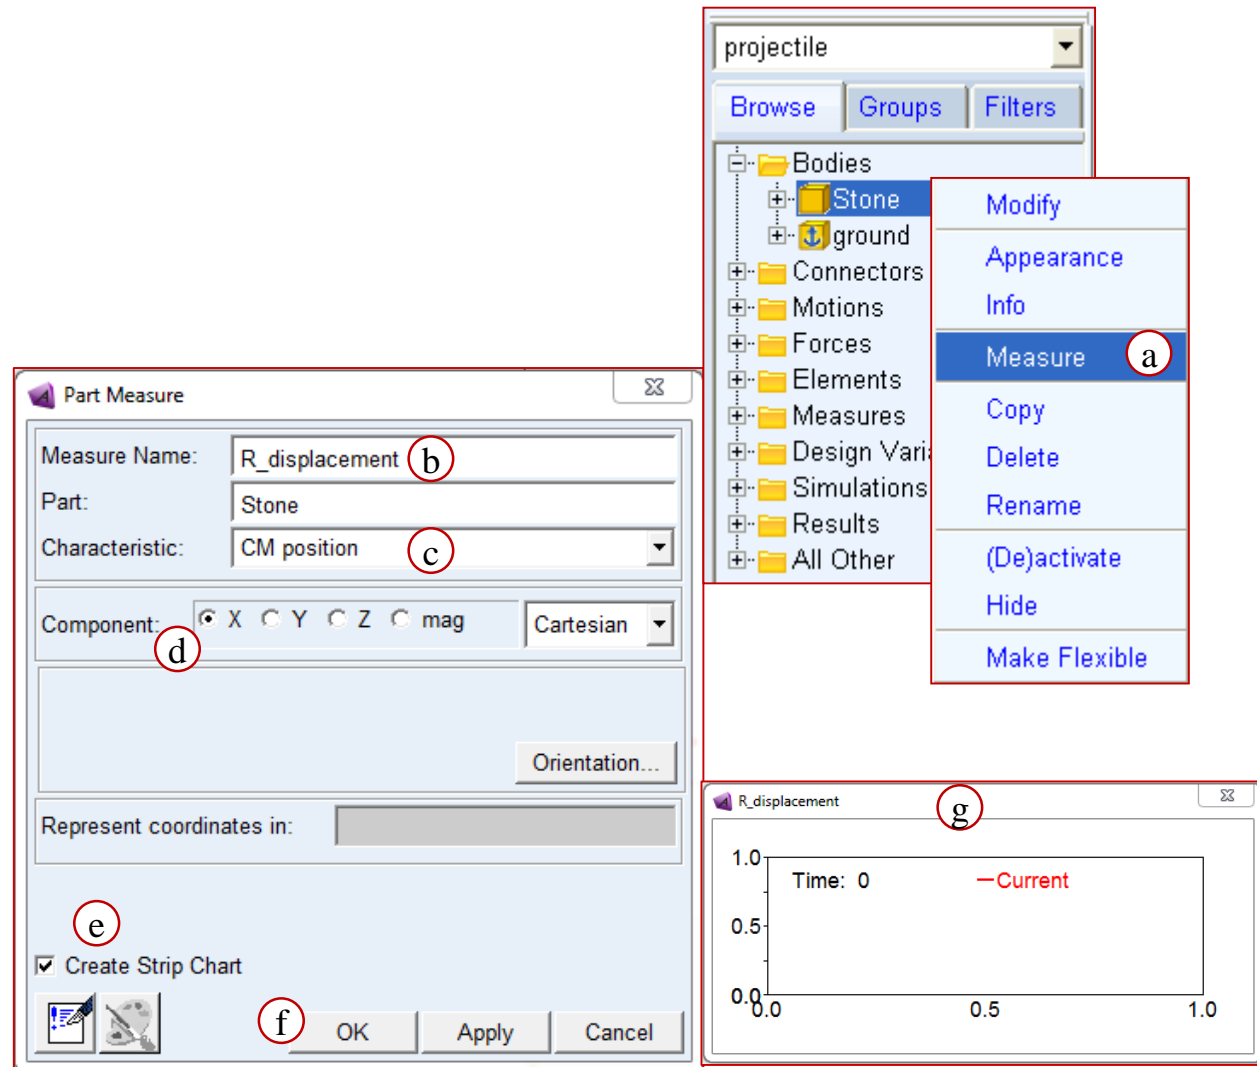 projectile
Browse Groups Filters
Bodies
Stone
ground
Connectors
Motions
Forces
Elements
Measures
Design Varia
Simulations
Results
All Other
Modify
Appearance
Info
Measure a
Copy
Delete
Rename
(De)activate
Hide
Make Flexible
Part Measure
Measure Name: R_displacement b
Part: Stone
Characteristic: CM position c
Component: X Y Z mag Cartesian
d
Orientation...
Represent coordinates in:
e
Create Strip Chart
f OK Apply Cancel
R_displacement g
1.0
Time: 0 Current
0.5
0.0
0.0 0.5 1.0